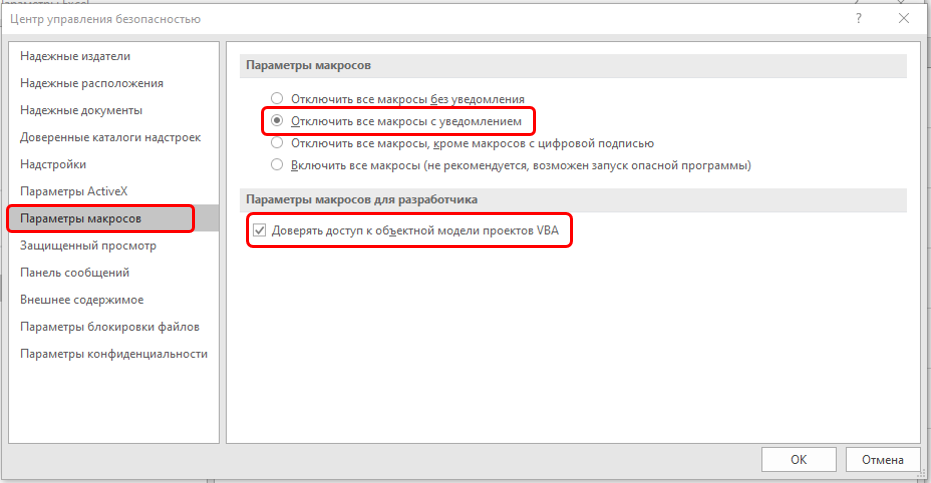 Центр управления безопасностью
?
Надежные издатели
Надежные расположения
Надежные документы
Доверенные каталоги надстроек
Надстройки
Параметры ActiveX
Параметры макросов
Защищенный просмотр
Панель сообщений
Внешнее содержимое
Параметры блокировки файлов
Параметры конфиденциальности
Параметры макросов
Отключить все макросы без уведомления
Отключить все макросы с уведомлением
Отключить все макросы, кроме макросов с цифровой подписью
Включить все макросы (не рекомендуется, возможен запуск опасной программы)
Параметры макросов для разработчика
Доверять доступ к объектной модели проектов VBA
ОК
Отмена